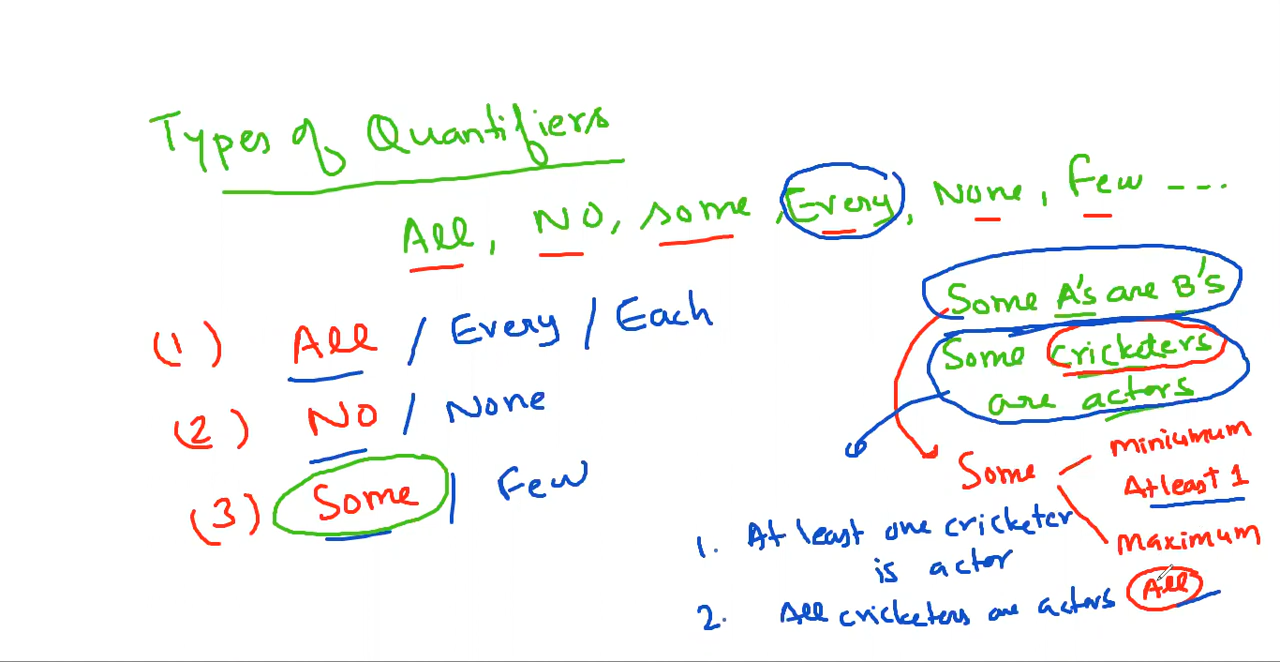 Types of Quantifiers
All, No, some, Every, None, Few ---
(1) All / Every / Each
(2) No / None
(3) Some | Few
Some A's are B's
Some cricketers
are actors
Some
miniumum
Atleast 1
maximum
All
1. At least one cricketer
is actor
2. All cricketers are actors